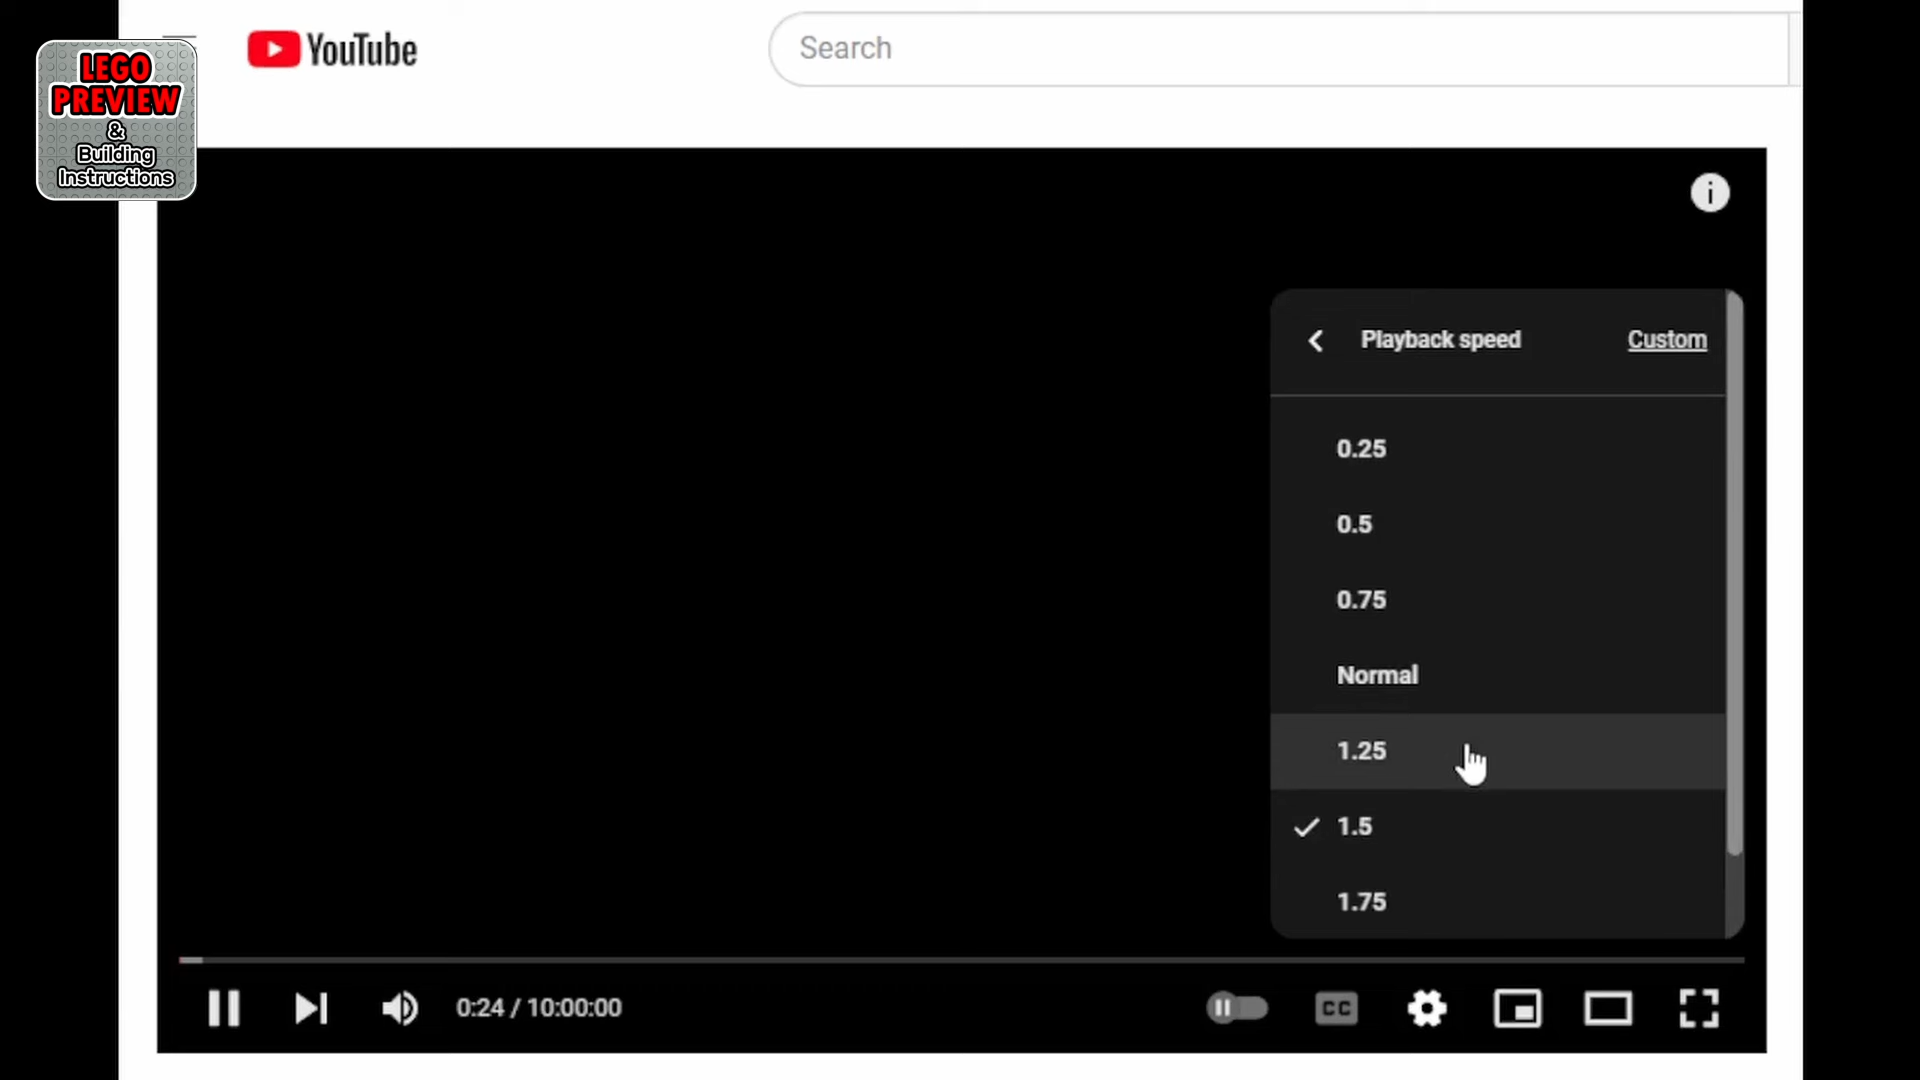 LEGO
PREVIEW
&
Building
Instructions
YouTube
Search
i
Playback speed
Custom
0.25
0.5
0.75
Normal
1.25
1.5
1.75
0:24 / 10:00:00
CC